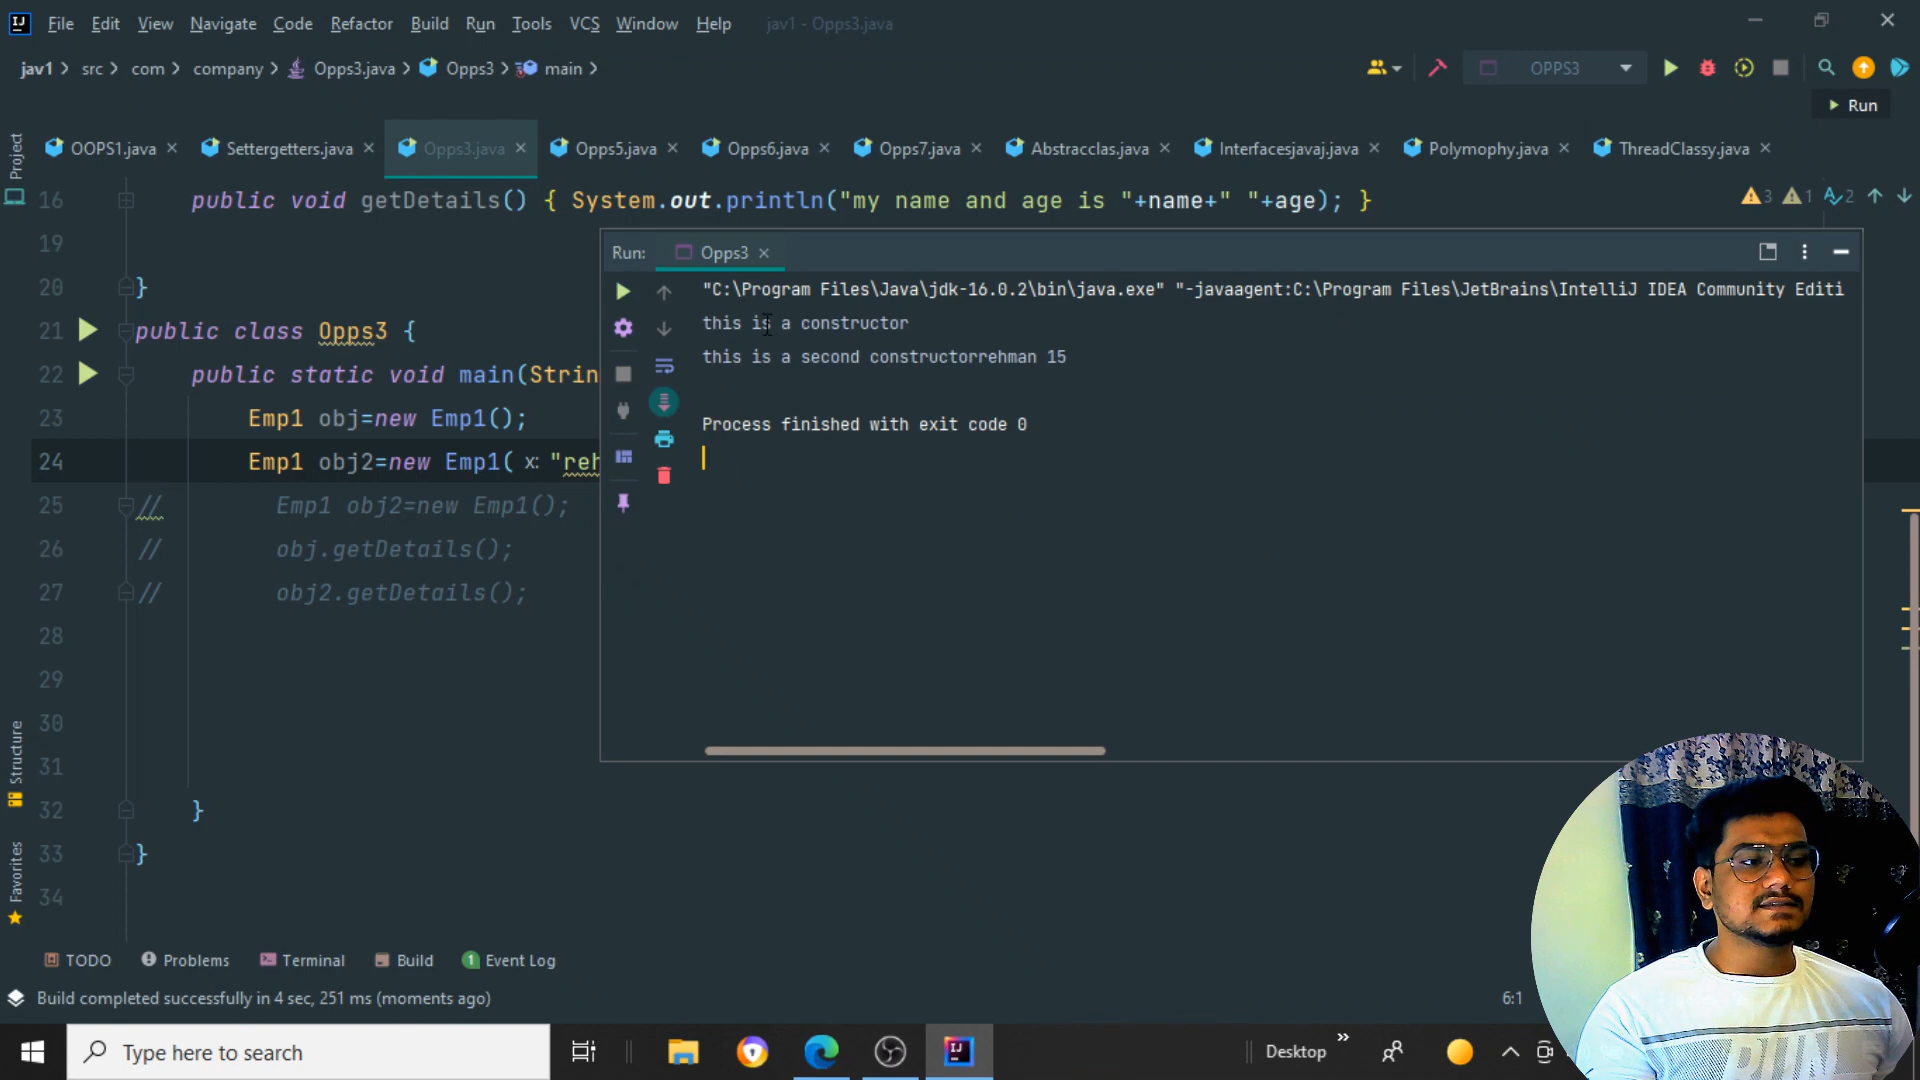 File Edit View Navigate Code Refactor Build Run Tools VCS Window Help jav1 - Opps3.java
jav1 src com company Opps3.java Opps3 main OPPS3
Run
OOPS1.java Settergetters.java Opps3.java Opps5.java Opps6.java Opps7.java Abstracclas.java Interfacesjavaj.java Polymophy.java ThreadClassy.java
Project
16 public void getDetails() { System.out.println("my name and age is "+name+" "+age); } 3 1 2
19
20 }
21 public class Opps3 {
22 public static void main(Strin
23 Emp1 obj=new Emp1();
24 Emp1 obj2=new Emp1( x: "reh
25 // Emp1 obj2=new Emp1();
26 // obj.getDetails();
27 // obj2.getDetails();
28
29
30
31
32 }
33 }
34
Run: Opps3
"C:\Program Files\Java\jdk-16.0.2\bin\java.exe" "-javaagent:C:\Program Files\JetBrains\IntelliJ IDEA Community Editi
this is a constructor
this is a second constructorrehman 15
Process finished with exit code 0
Structure
Favorites
TODO Problems Terminal Build 1 Event Log
Build completed successfully in 4 sec, 251 ms (moments ago) 6:1
Type here to search Desktop